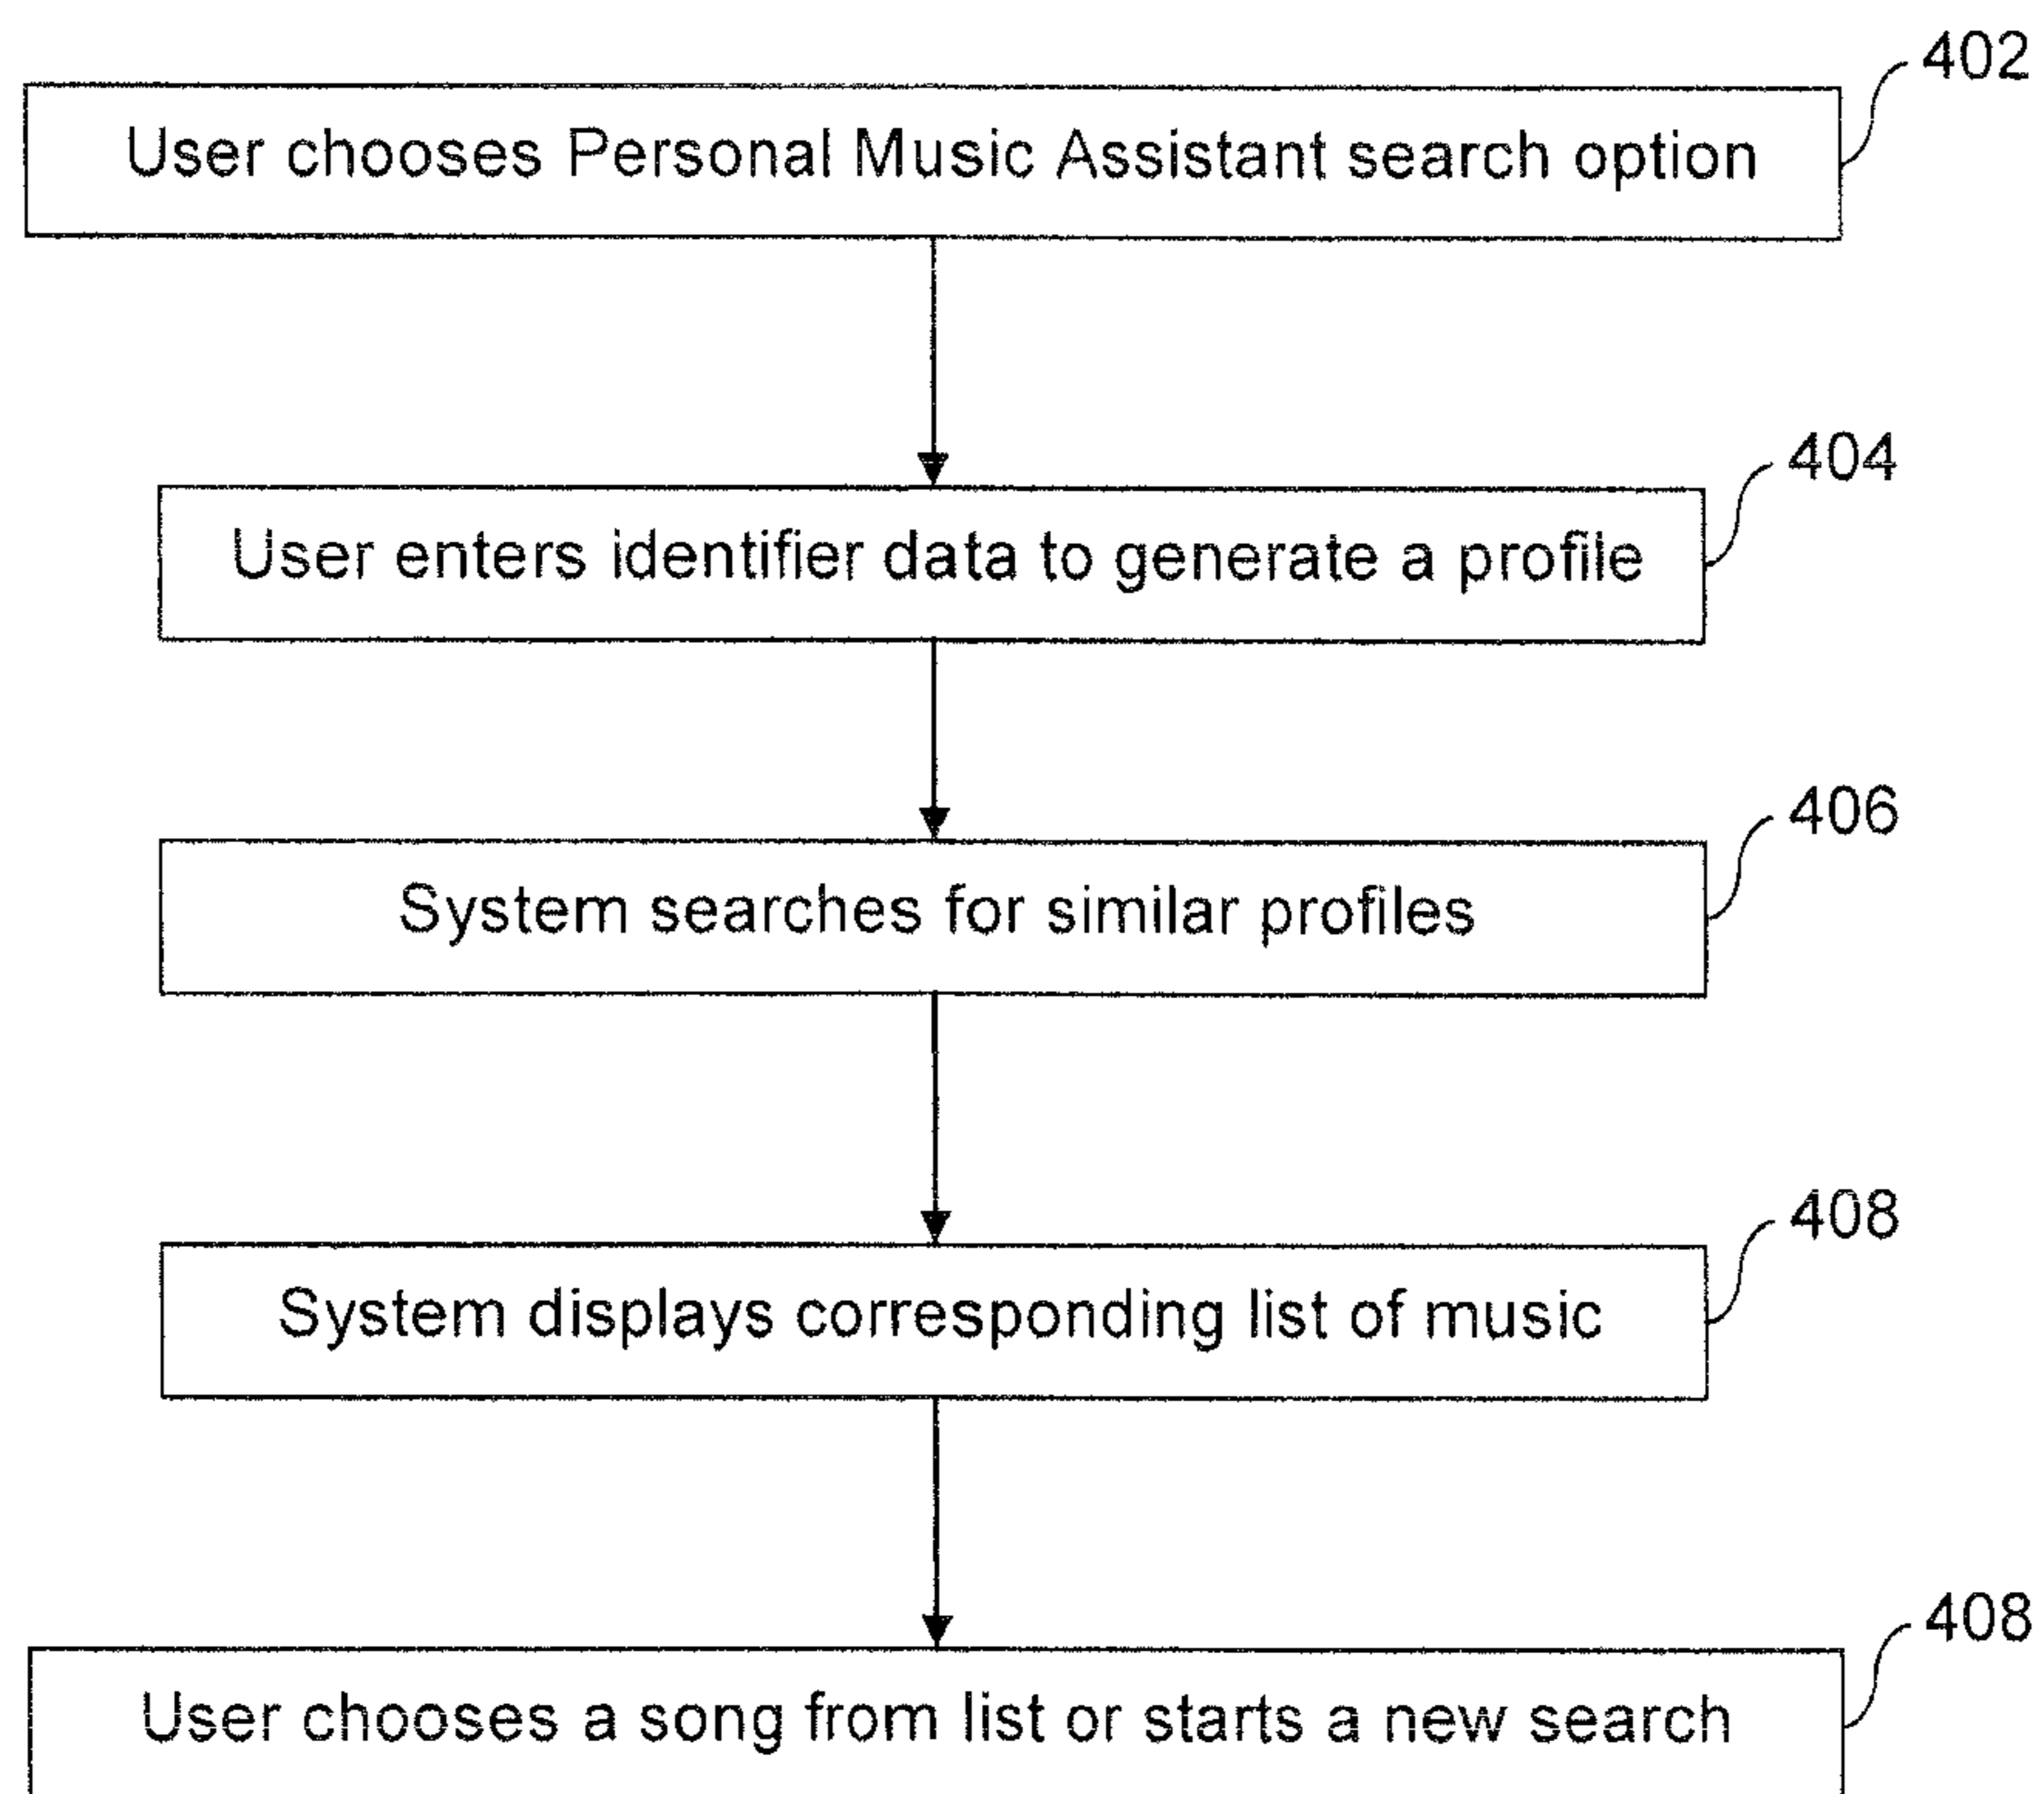 402
User chooses Personal Music Assistant search option
404
User enters identifier data to generate a profile
406
System searches for similar profiles
408
System displays corresponding list of music
408
User chooses a song from list or starts a new search